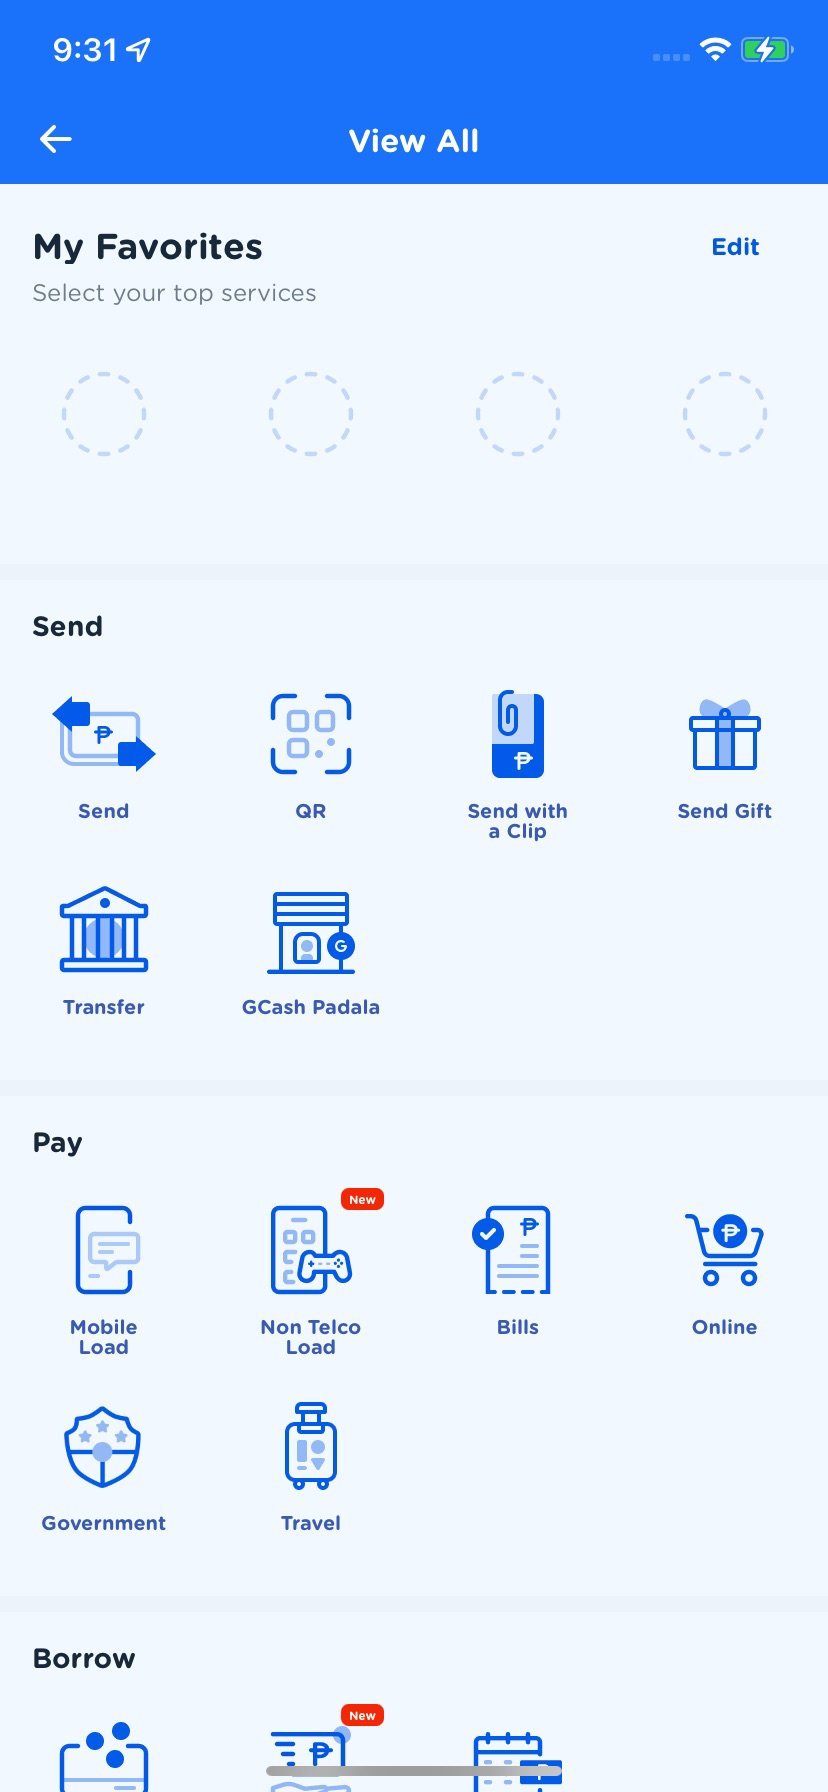 9:31
View All
My Favorites
Edit
Select your top services
Send
Send
QR
Send with
a Clip
Send Gift
G
Transfer
GCash Padala
Pay
New
Mobile
Load
Non Telco
Load
Bills
Online
Government
Travel
Borrow
New